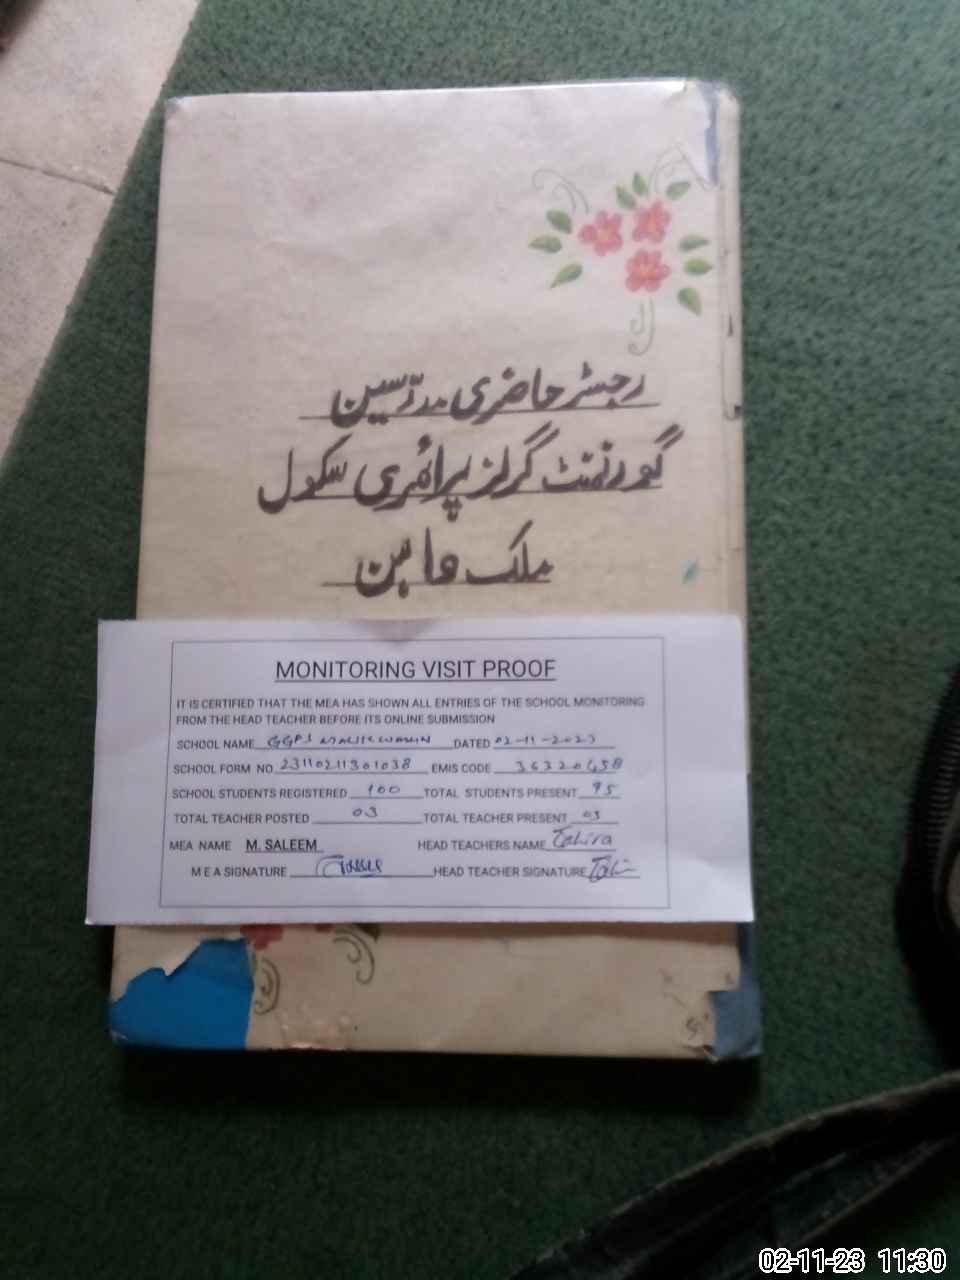 رجسٹر حاضری مدرّسین
گورنمنٹ گرلز پرائمری سکول
ملک واہن
MONITORING VISIT PROOF
IT IS CERTIFIED THAT THE MEA HAS SHOWN ALL ENTRIES OF THE SCHOOL MONITORING
FROM THE HEAD TEACHER BEFORE ITS ONLINE SUBMISSION
SCHOOL NAME GGPS MALIK WAHIN DATED 02-11-2023
SCHOOL FORM NO 23110211301038 EMIS CODE 36320458
SCHOOL STUDENTS REGISTERED 100 TOTAL STUDENTS PRESENT 95
TOTAL TEACHER POSTED 03 TOTAL TEACHER PRESENT 03
MEA NAME M. SALEEM HEAD TEACHERS NAME Tahira
M E A SIGNATURE HEAD TEACHER SIGNATURE
02-11-23 11:30